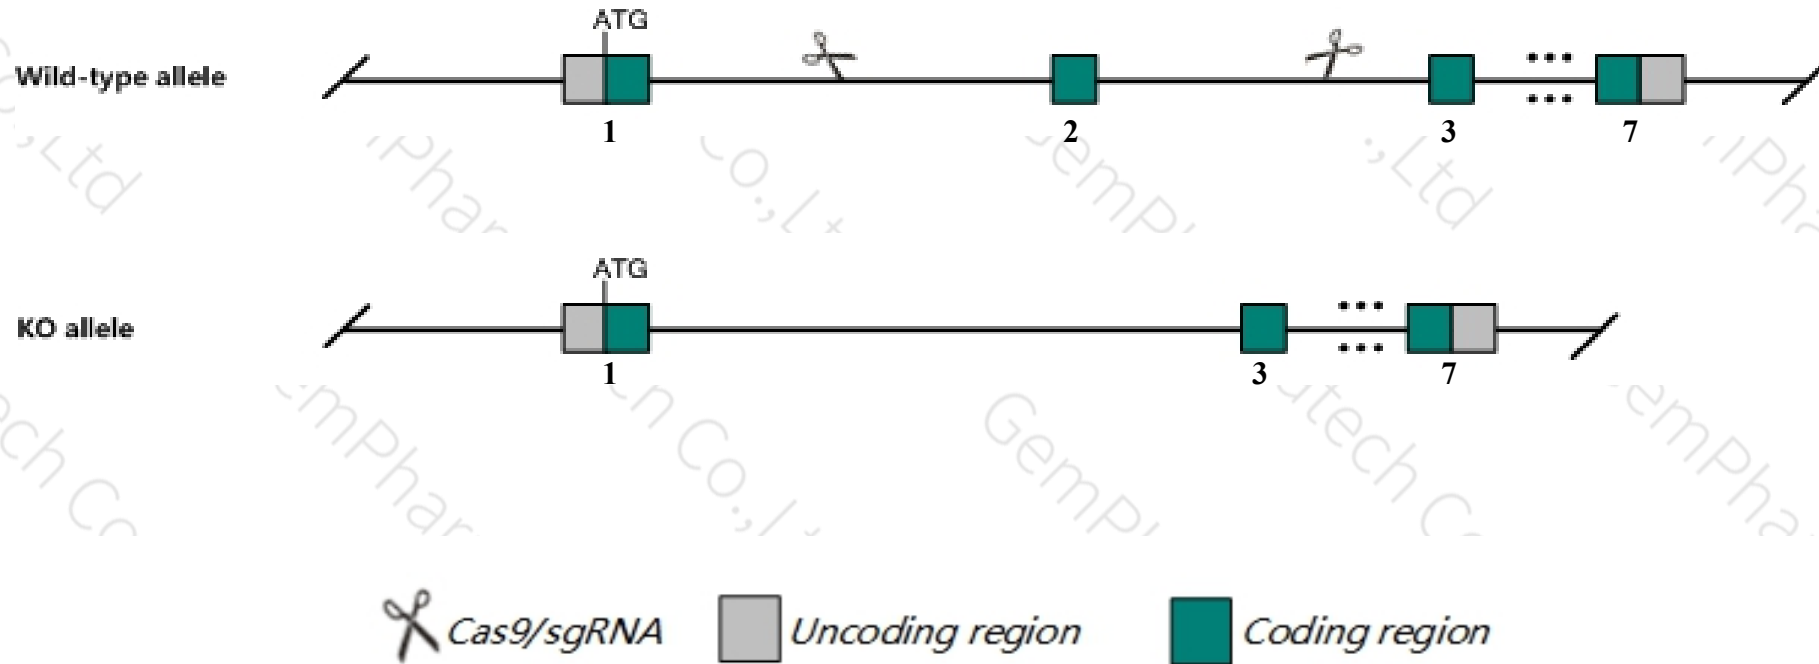 ATG
Wild-type allele
1 2 3 7
ATG
KO allele
1 3 7
Cas9/sgRNA Uncoding region Coding region